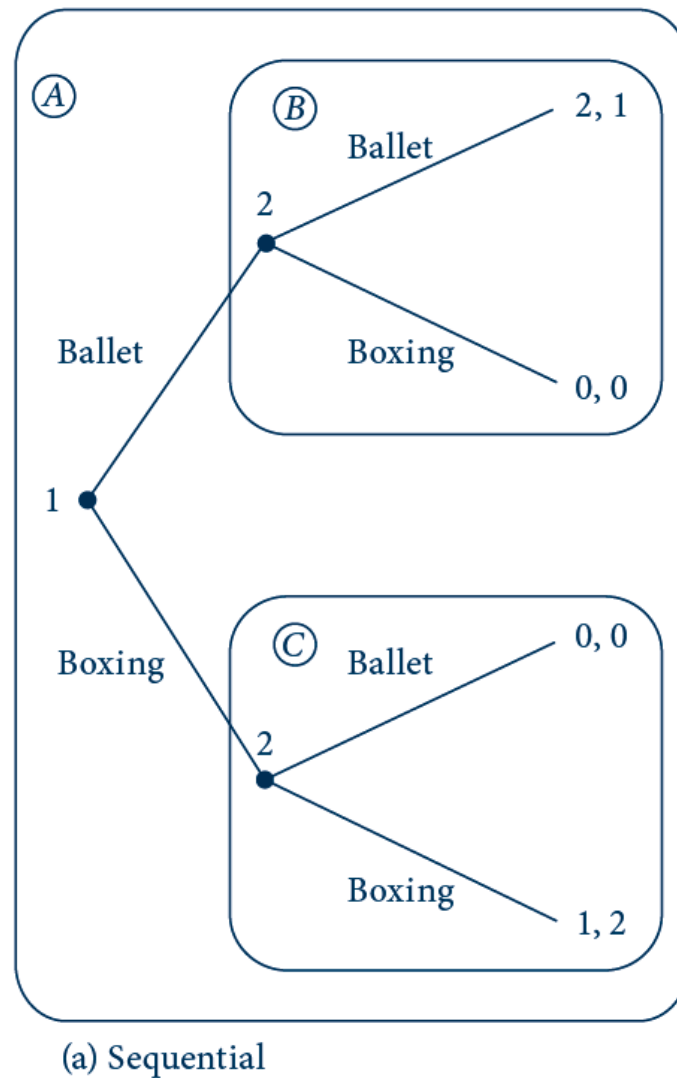 A
B
2, 1
Ballet
2
Ballet
Boxing
0, 0
1
C
0, 0
Ballet
Boxing
2
Boxing
1, 2
(a) Sequential